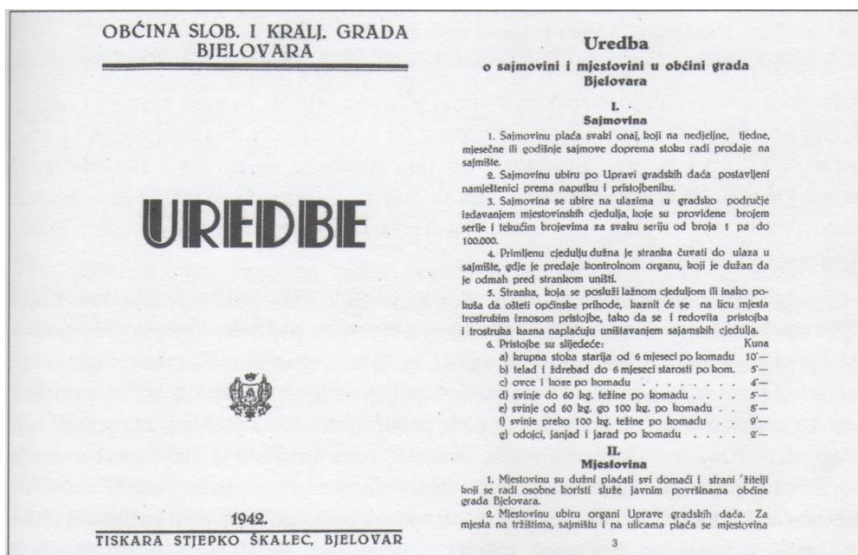 OBĆINA SLOB. I KRALJ. GRADA
BJELOVARA
UREDBE
1942.
TISKARA STJEPKO ŠKALEC, BJELOVAR
Uredba
o sajmovini i mjestovini u obćini grada
Bjelovara
I.
Sajmovina
1. Sajmovinu plaća svaki onaj, koji na nedjeljne, tjedne,
mjesečne ili godišnje sajmove doprema stoku radi prodaje na
sajmište.
2. Sajmovinu ubiru po Upravi gradskih daća postavljeni
namještenici prema naputku i pristojbeniku.
3. Sajmovina se ubire na ulazima u gradsko područje
izdavanjem mjestovinskih cjedulja, koje su providene brojem
serije i tekućim brojevima za svaku seriju od broja 1 pa do
100.000.
4. Primljenu cjedulju dužna je stranka čuvati do ulaza u
sajmište, gdje je predaje kontrolnom organu, koji je dužan da
je odmah pred strankom uništi.
5. Stranka, koja se posluži lažnom cjeduljom ili inako po-
kuša da ošteti općinske prihode, kaznit će se na licu mjesta
trostrukim iznosom pristojbe, tako da se i redovita pristojba
i trostruka kazna naplaćuju uništavanjem sajamskih cjedulja.
6. Pristojbe su slijedeće: Kuna
a) krupna stoka starija od 6 mjeseci po komadu 10'—
b) telad i ždrebad do 6 mjeseci starosti po kom. 5'—
c) ovce i koze po komadu . . . . . . 4'—
d) svinje do 60 kg. težine po komadu . . . 5'—
e) svinje od 60 kg. go 100 kg. po komadu . . 8'—
f) svinje preko 100 kg. težine po komadu . . 9'—
g) odojci, janjad i jarad po komadu . . . . 2'—
II.
Mjestovina
1. Mjestovinu su dužni plaćati svi domaći i strani žitelji
koji se radi osobne koristi služe javnim površinama obćine
grada Bjelovara.
2. Mjestovinu ubiru organi Uprave gradskih daća. Za
mjesta na tržištima, sajmištu i na ulicama plaća se mjestovina
3